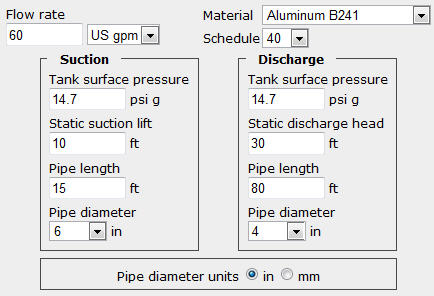 Flow rate
60 US gpm
Material Aluminum B241
Schedule 40
Suction
Tank surface pressure
14.7 psi g
Static suction lift
10 ft
Pipe length
15 ft
Pipe diameter
6 in
Discharge
Tank surface pressure
14.7 psi g
Static discharge head
30 ft
Pipe length
80 ft
Pipe diameter
4 in
Pipe diameter units in mm